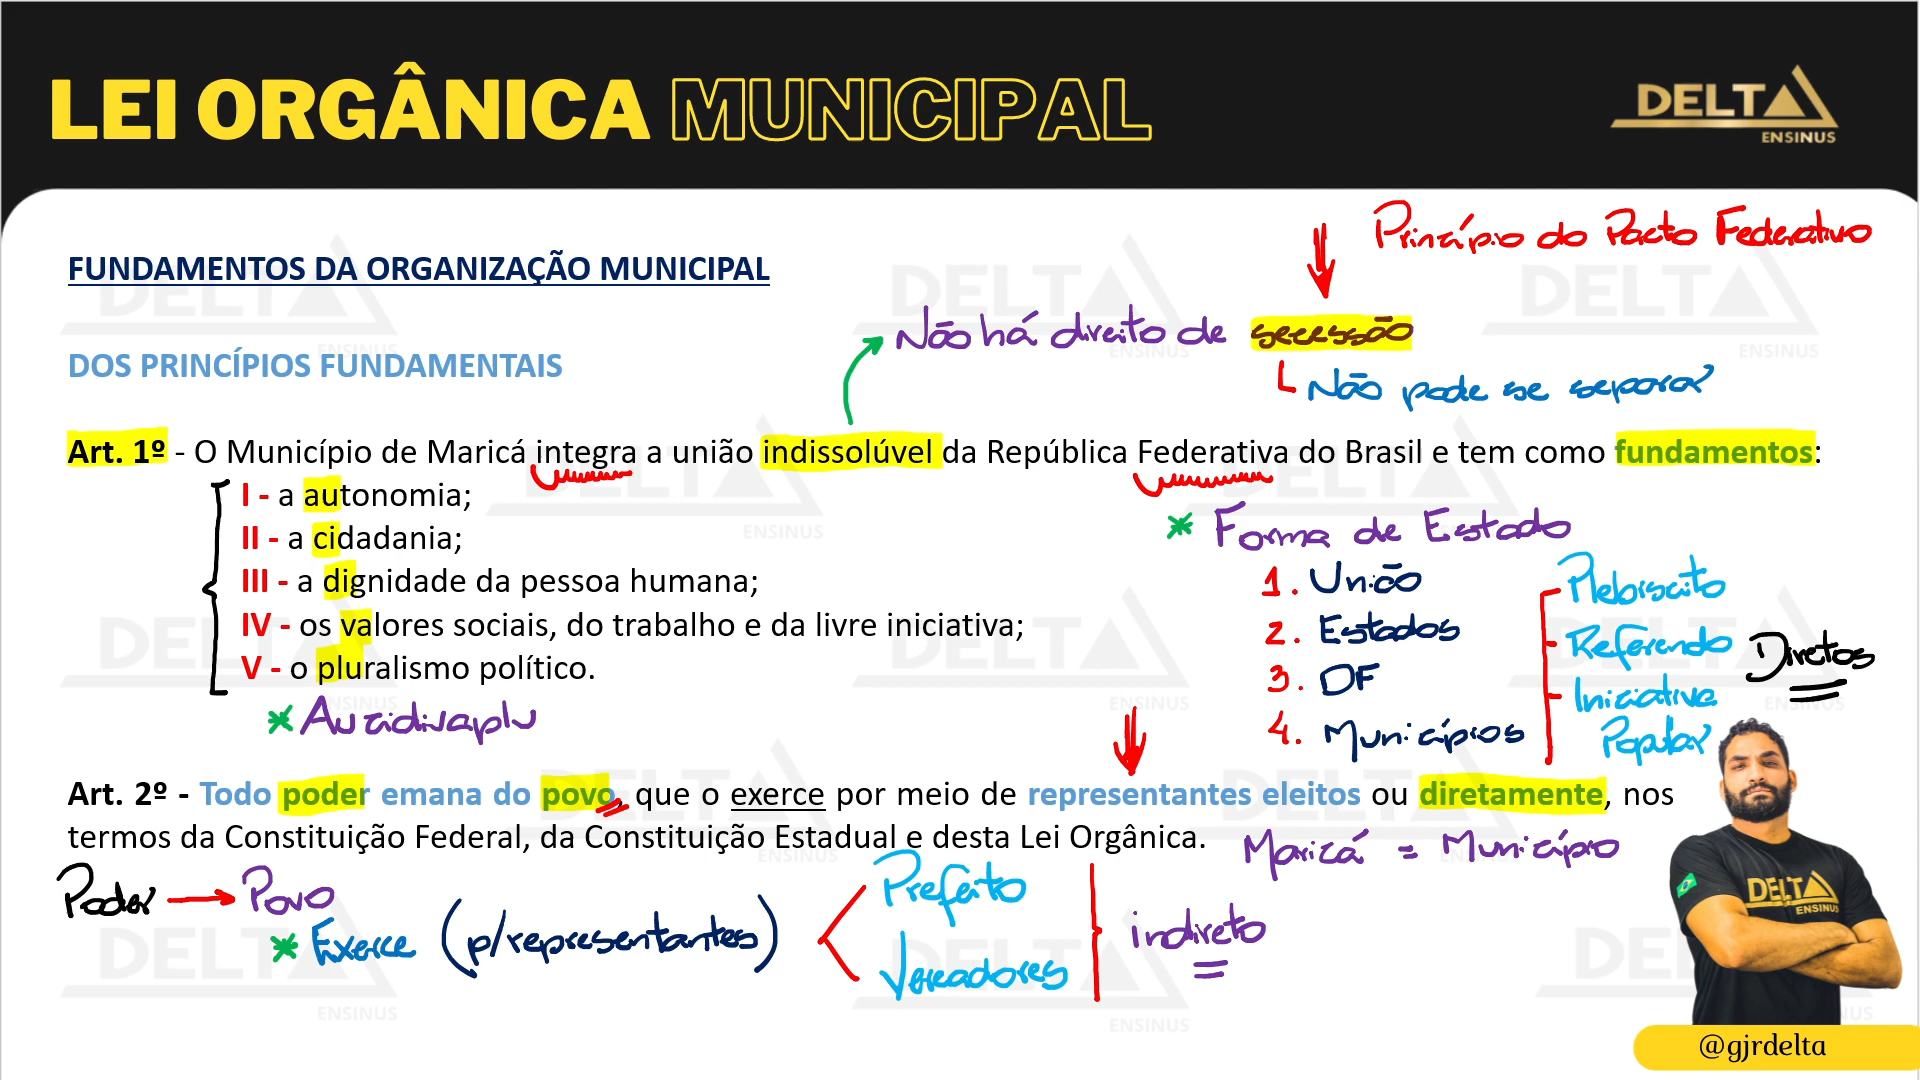 LEI ORGÂNICA MUNICIPAL
DELTA
ENSINUS
Princípio do Pacto Federativo
FUNDAMENTOS DA ORGANIZAÇÃO MUNICIPAL
Não há direito de secessão
Não pode se separar
DOS PRINCÍPIOS FUNDAMENTAIS
Art. 1º - O Município de Maricá integra a união indissolúvel da República Federativa do Brasil e tem como fundamentos:
I - a autonomia;
II - a cidadania;
III - a dignidade da pessoa humana;
IV - os valores sociais, do trabalho e da livre iniciativa;
V - o pluralismo político.
* Aucidivaplu
* Forma de Estado
1. União
2. Estados
3. DF
4. Municípios
Plebiscito
Referendo
Iniciativa
Popular
Diretos
Art. 2º - Todo poder emana do povo, que o exerce por meio de representantes eleitos ou diretamente, nos
termos da Constituição Federal, da Constituição Estadual e desta Lei Orgânica.
Maricá = Município
Poder → Povo
* Exerce (p/representantes)
Prefeito
Vereadores
indireto
DELTA
ENSINUS
@gjrdelta